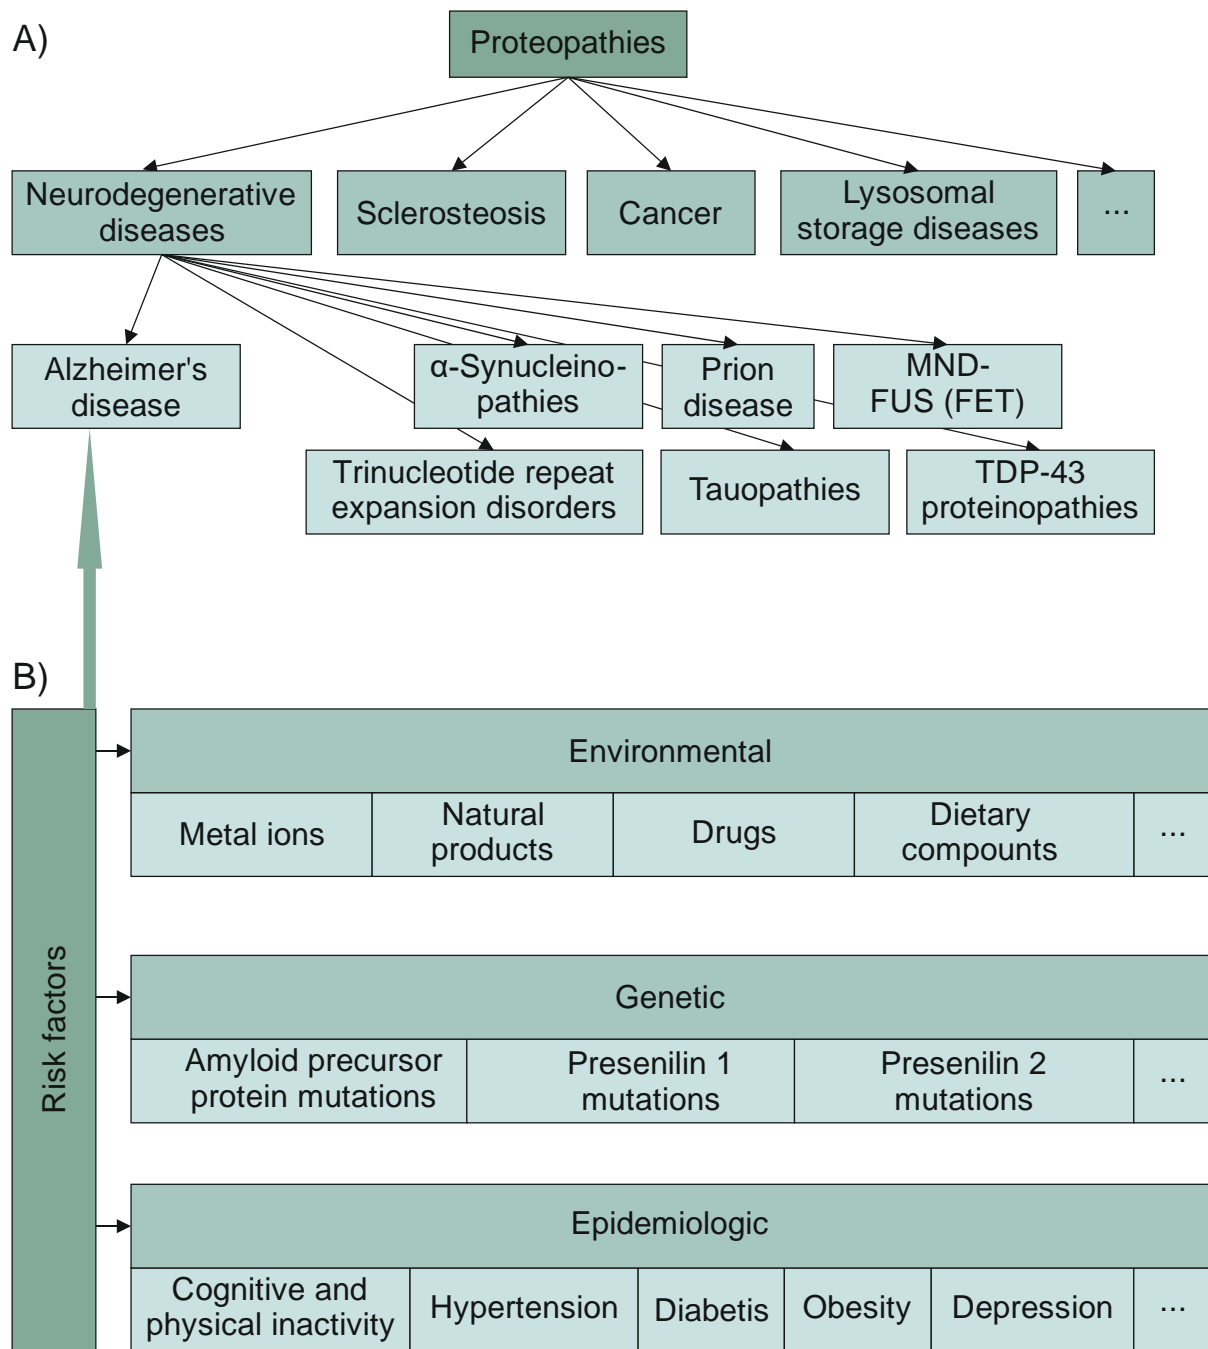 A)
Proteopathies
Neurodegenerative
diseases
Sclerosteosis
Cancer
Lysosomal
storage diseases
...
Alzheimer's
disease
α-Synucleino-
pathies
Prion
disease
MND-
FUS (FET)
Trinucleotide repeat
expansion disorders
Tauopathies
TDP-43
proteinopathies
B)
Risk factors
Environmental
Metal ions
Natural
products
Drugs
Dietary
compounts
...
Genetic
Amyloid precursor
protein mutations
Presenilin 1
mutations
Presenilin 2
mutations
...
Epidemiologic
Cognitive and
physical inactivity
Hypertension
Diabetis
Obesity
Depression
...